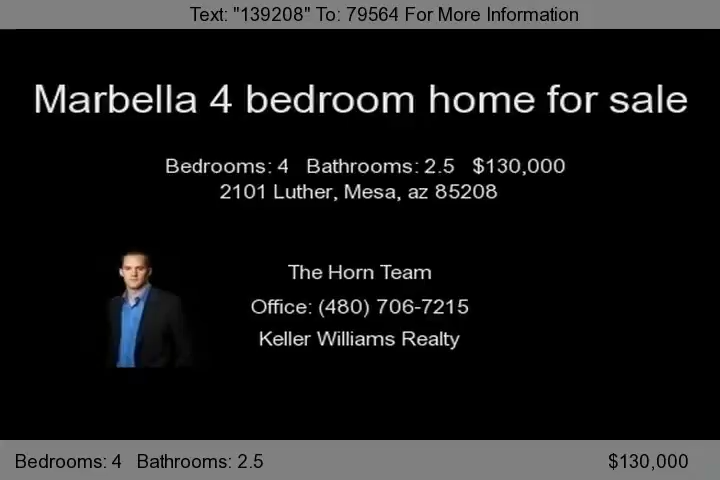 Text: "139208" To: 79564 For More Information
Marbella 4 bedroom home for sale
Bedrooms: 4 Bathrooms: 2.5 $130,000
2101 Luther, Mesa, az 85208
The Horn Team
Office: (480) 706-7215
Keller Williams Realty
Bedrooms: 4 Bathrooms: 2.5 $130,000